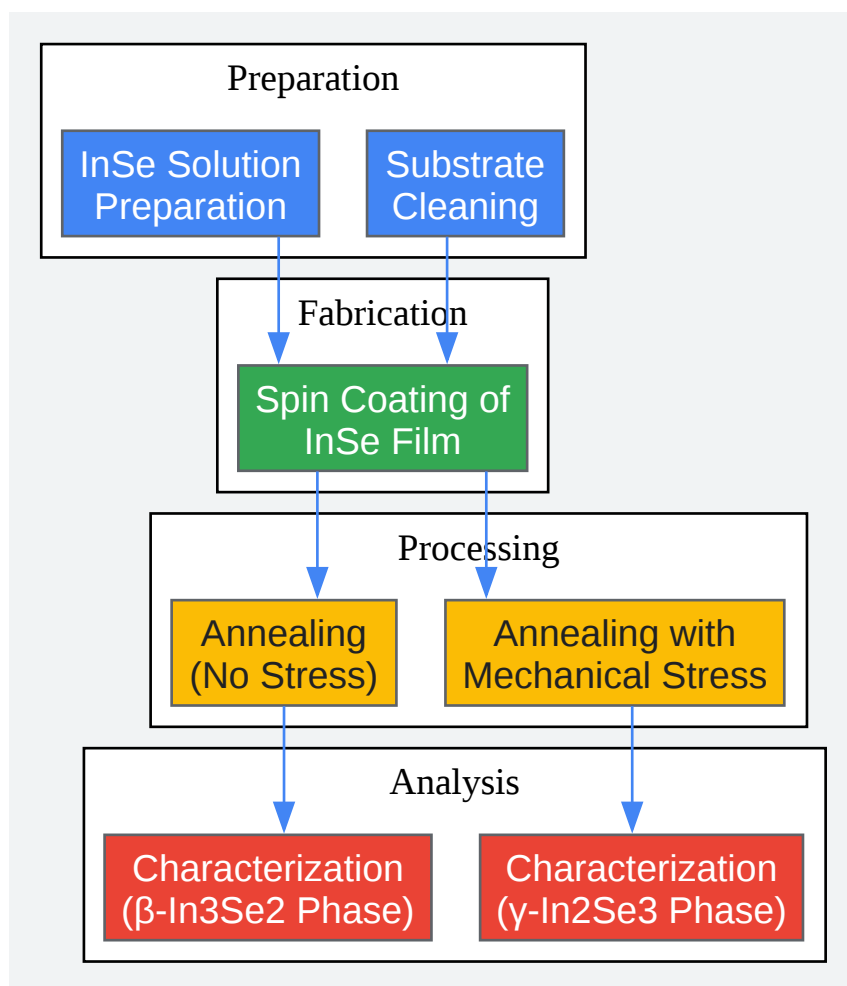 Preparation
InSe Solution
Preparation
Substrate
Cleaning
Fabrication
Spin Coating of
InSe Film
Processing
Annealing
(No Stress)
Annealing with
Mechanical Stress
Analysis
Characterization
(β-In3Se2 Phase)
Characterization
(γ-In2Se3 Phase)